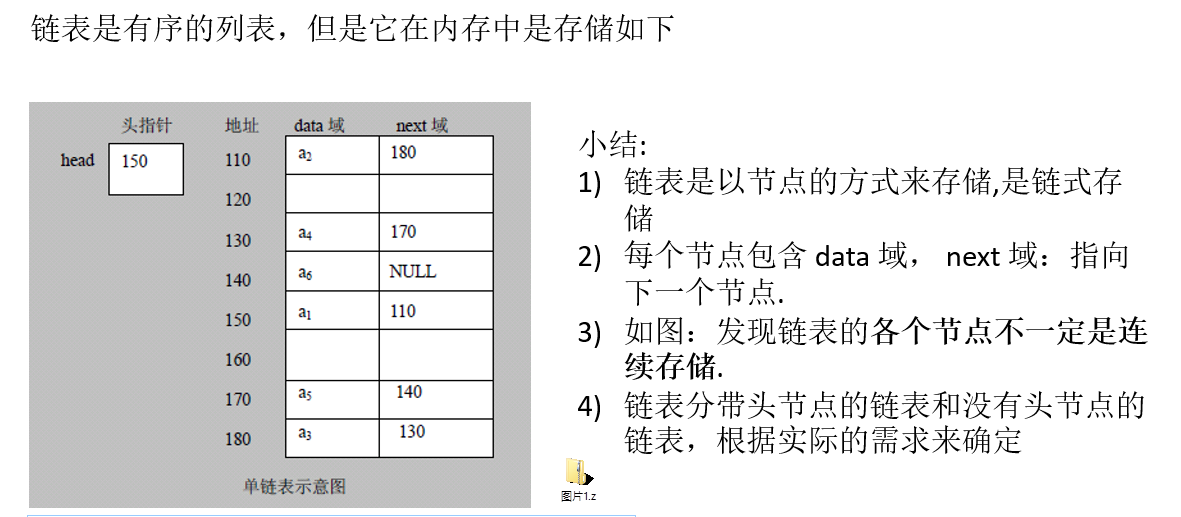 链表是有序的列表，但是它在内存中是存储如下
头指针 地址 data 域 next 域
head 150 110 a₂ 180
120
130 a₄ 170
140 a₆ NULL
150 a₁ 110
160
170 a₅ 140
180 a₃ 130
单链表示意图
小结:
1) 链表是以节点的方式来存储,是链式存
储
2) 每个节点包含 data 域， next 域：指向
下一个节点.
3) 如图：发现链表的各个节点不一定是连
续存储.
4) 链表分带头节点的链表和没有头节点的
链表，根据实际的需求来确定
图片1.z